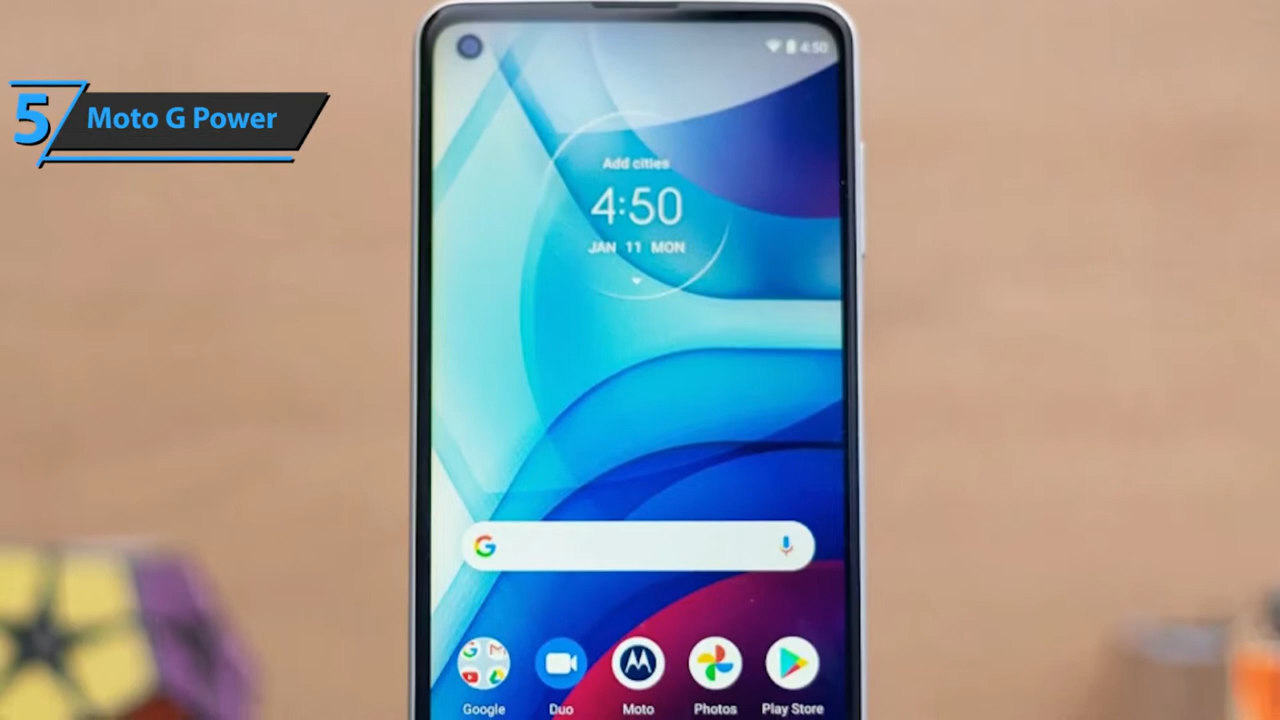 5
Moto G Power
4:50
Add cities
4:50
JAN 11 MON
Google
Duo
Moto
Photos
Play Store